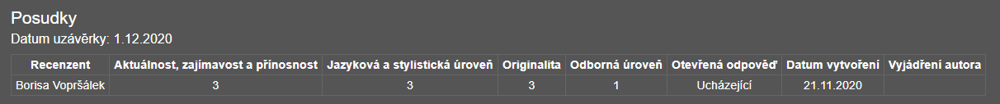 Posudky
Datum uzávěrky: 1.12.2020
Recenzent Aktuálnost, zajímavost a přínosnost Jazyková a stylistická úroveň Originalita Odborná úroveň Otevřená odpověď Datum vytvoření Vyjádření autora
Borisa Vopršálek 3 3 3 1 Ucházející 21.11.2020